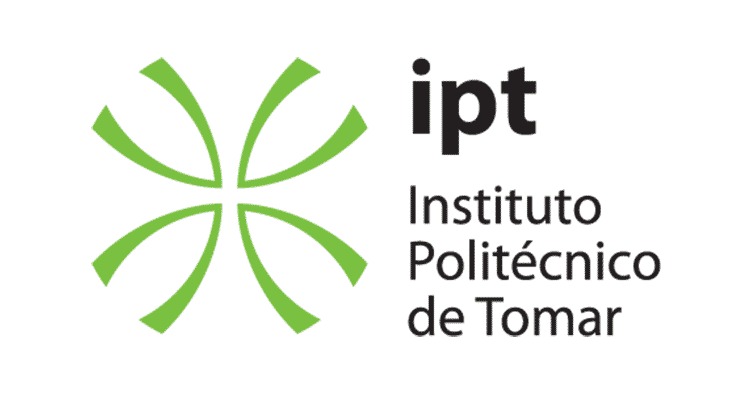 ipt
Instituto
Politécnico
de Tomar